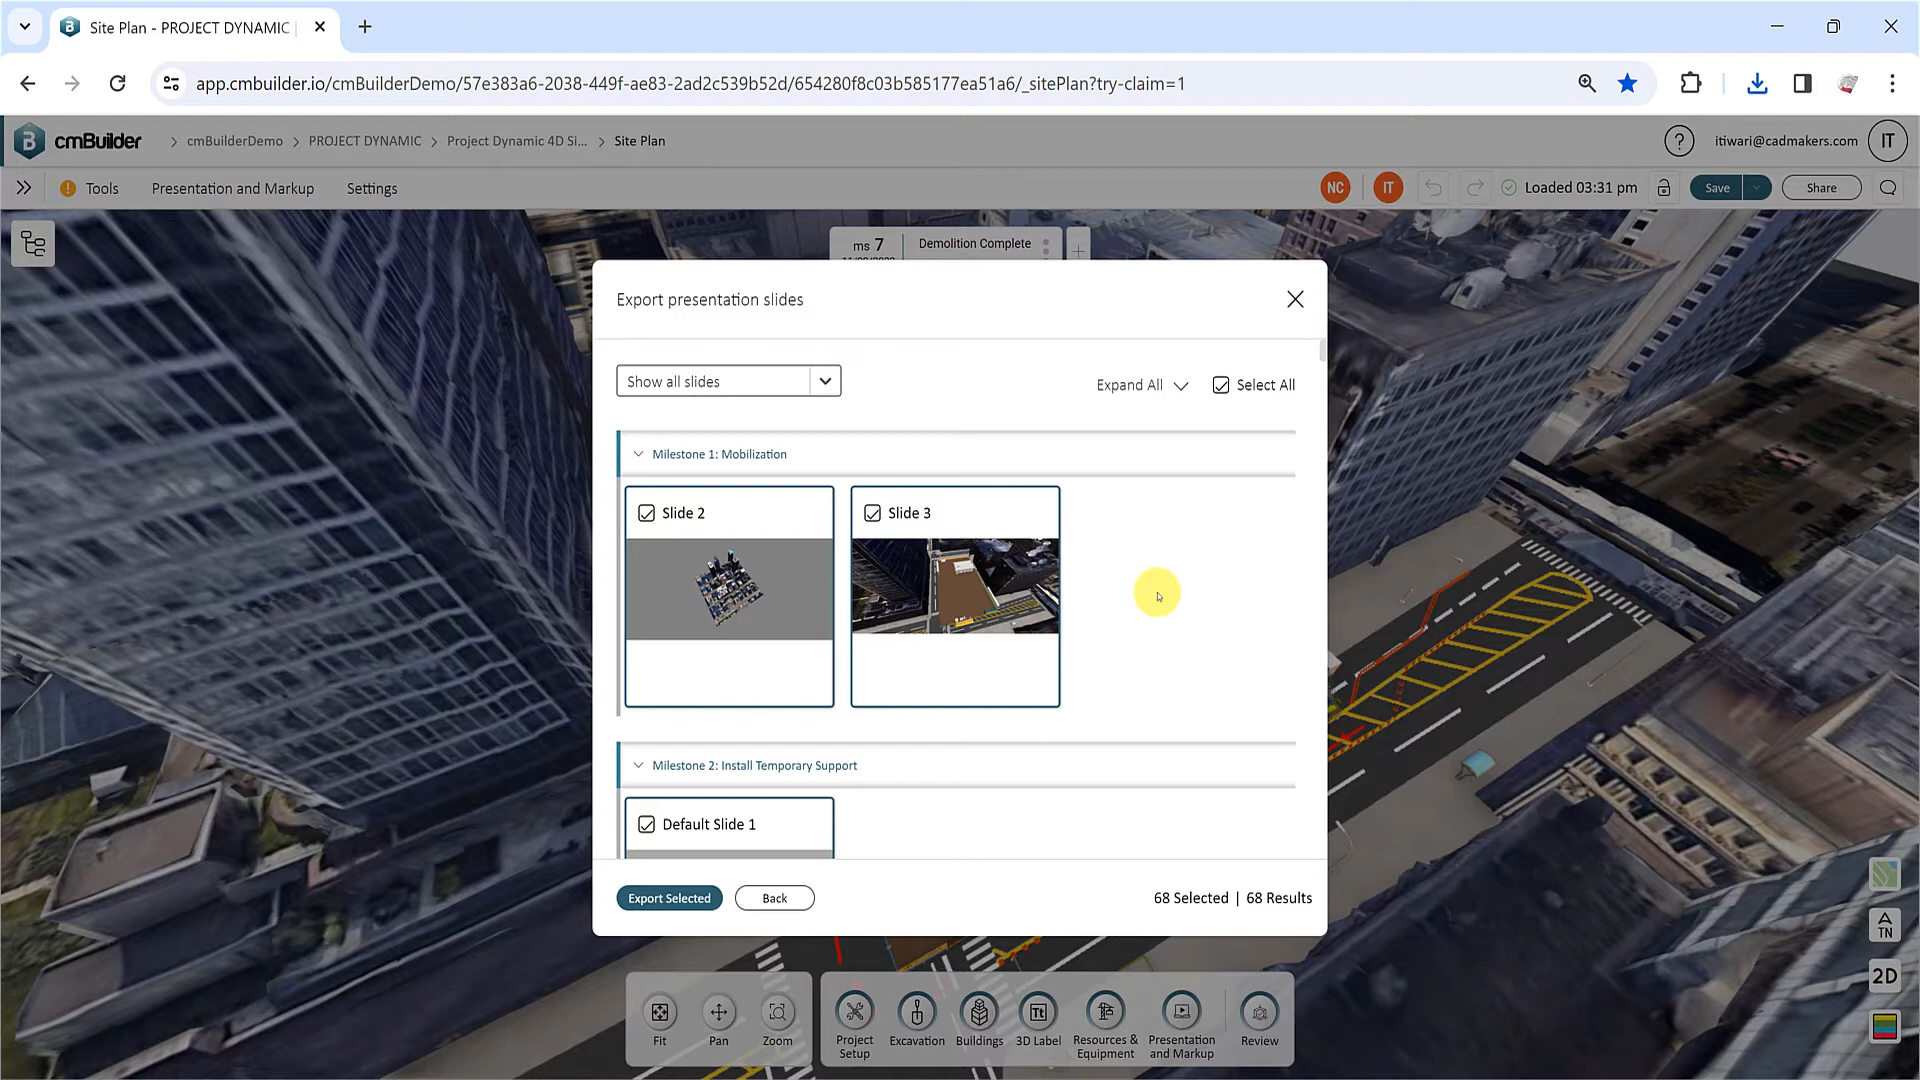 Site Plan - PROJECT DYNAMIC
app.cmbuilder.io/cmBuilderDemo/57e383a6-2038-449f-ae83-2ad2c539b52d/654280f8c03b585177ea51a6/_sitePlan?try-claim=1
B cmBuilder > cmBuilderDemo > PROJECT DYNAMIC > Project Dynamic 4D Si... > Site Plan
? itiwari@cadmakers.com IT
Tools Presentation and Markup Settings
NC IT Loaded 03:31 pm Save Share
ms 7 Demolition Complete
Export presentation slides
Show all slides
Expand All Select All
Milestone 1: Mobilization
Slide 2 Slide 3
Milestone 2: Install Temporary Support
Default Slide 1
Export Selected Back 68 Selected | 68 Results
A
TN
2D
Fit Pan Zoom
Project Setup
Excavation
Buildings
Tt
3D Label
Resources & Equipment
Presentation and Markup
Review